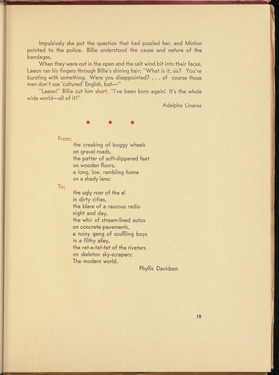 Impulsively she put the question that had puzzled her, and Minton
pointed to the police. Billie understood the cause and nature of the
bandages.
When they were out in the open and the salt wind bit into their faces,
Leeon ran his fingers through Billie's shining hair: "What is it, sis? You're
bursting with something. Were you disappointed? . . . of course those
men don't use 'cultured' English, but—"
"Leeon!" Billie cut him short. "I've been born again! It's the whole
wide world—all of it!"
Adelphe Linares
• • •
From:
the creaking of buggy wheels
on gravel roads,
the patter of soft-slippered feet
on wooden floors,
a long, low, rambling home
on a shady lane;
To:
the ugly roar of the el
in dirty cities,
the blare of a raucous radio
night and day,
the whir of stream-lined autos
on concrete pavements,
a noisy gang of scuffling boys
in a filthy alley,
the rat-a-tat-tat of the riveters
on skeleton sky-scrapers:
The modern world.
Phyllis Davidson
19